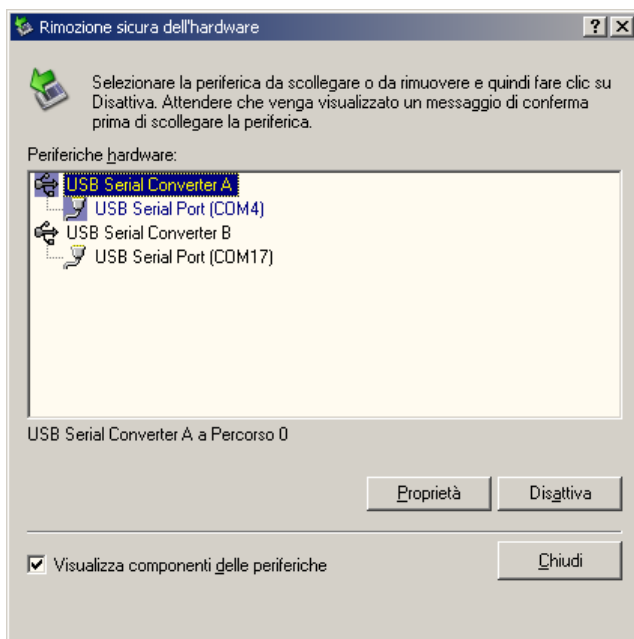 Rimozione sicura dell'hardware
Selezionare la periferica da scollegare o da rimuovere e quindi fare clic su
Disattiva. Attendere che venga visualizzato un messaggio di conferma
prima di scollegare la periferica.
Periferiche hardware:
USB Serial Converter A
USB Serial Port (COM4)
USB Serial Converter B
USB Serial Port (COM17)
USB Serial Converter A a Percorso 0
Proprietà
Disattiva
Visualizza componenti delle periferiche
Chiudi